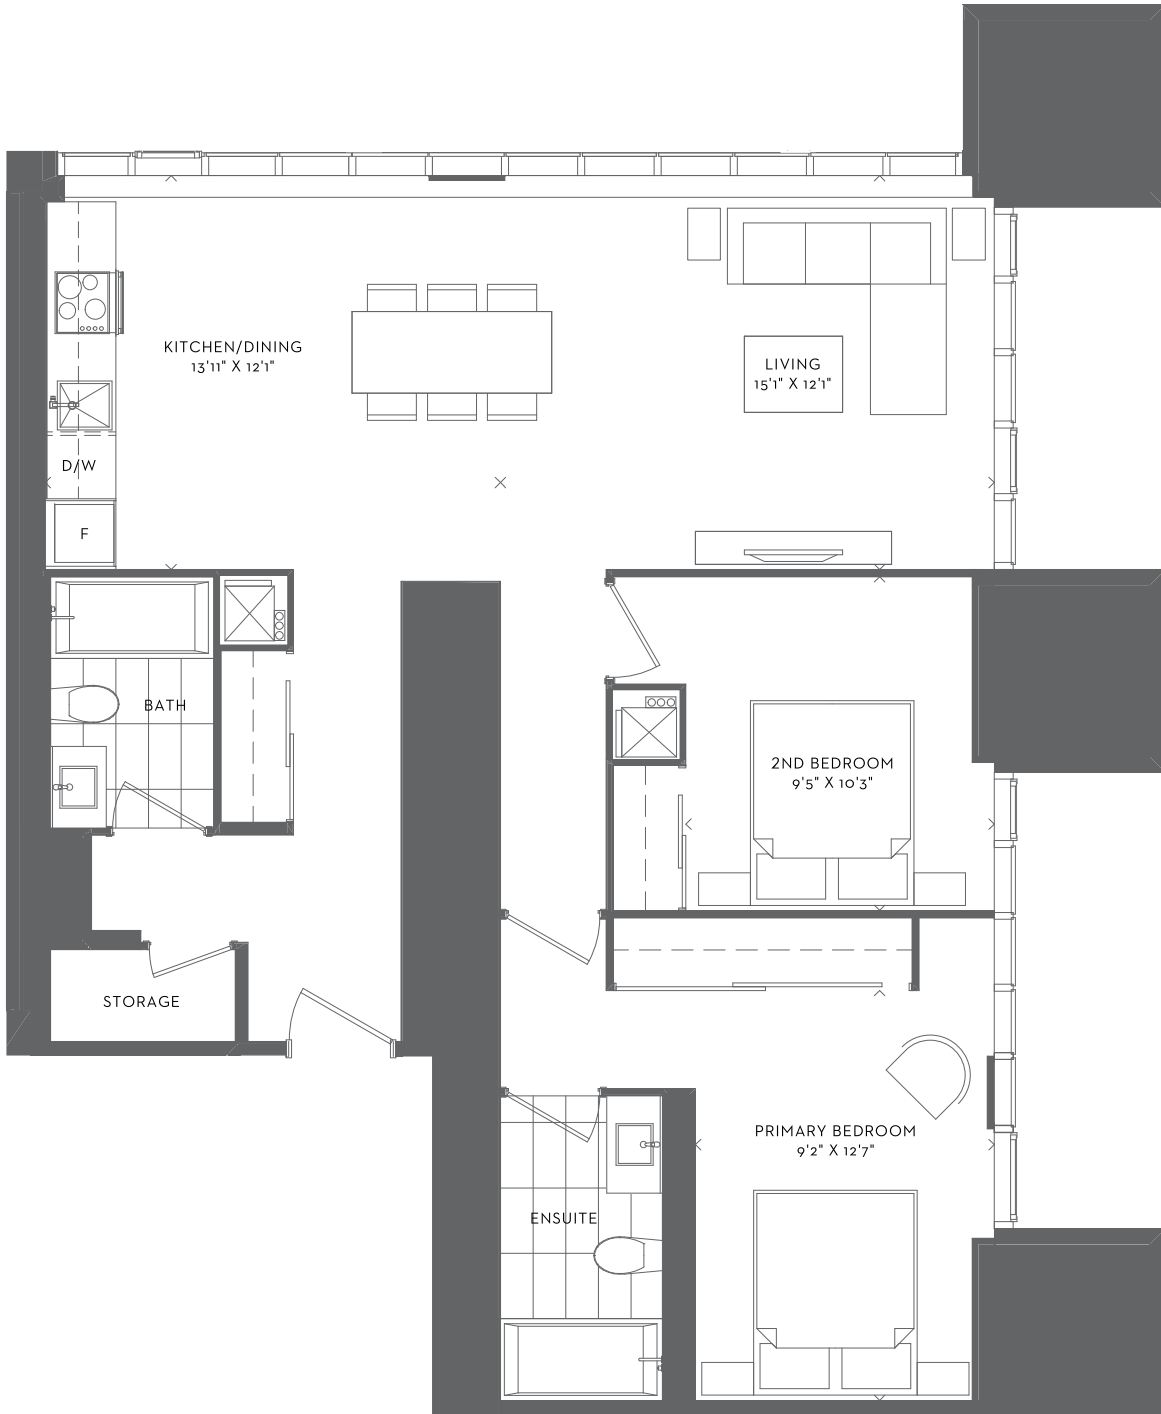 KITCHEN/DINING
13'11" X 12'1"
LIVING
15'1" X 12'1"
D/W
F
BATH
2ND BEDROOM
9'5" X 10'3"
STORAGE
PRIMARY BEDROOM
9'2" X 12'7"
ENSUITE